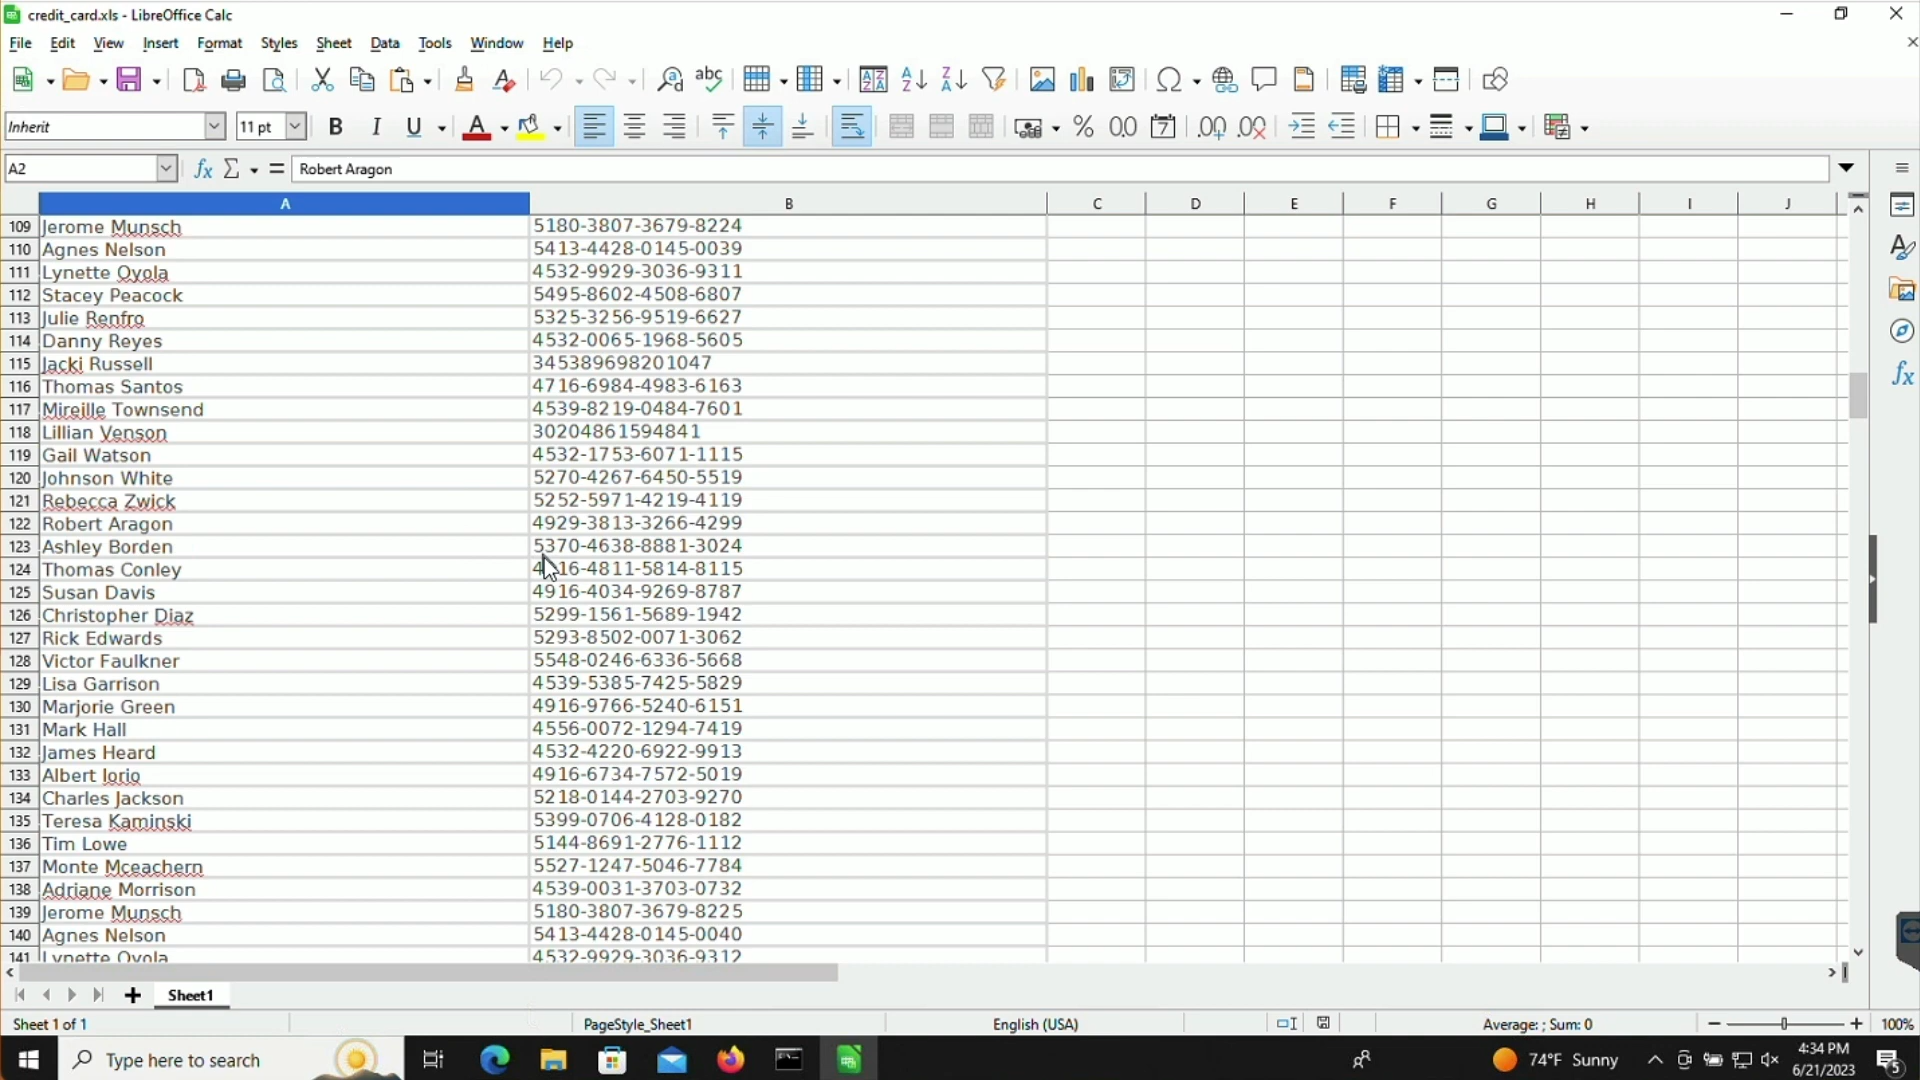 credit_card.xls - LibreOffice Calc
File Edit View Insert Format Styles Sheet Data Tools Window Help
Inherit 11 pt
A2 Robert Aragon
A B C D E F G H I J
109 Jerome Munsch 5180-3807-3679-8224
110 Agnes Nelson 5413-4428-0145-0039
111 Lynette Oyola 4532-9929-3036-9311
112 Stacey Peacock 5495-8602-4508-6807
113 Julie Renfro 5325-3256-9519-6627
114 Danny Reyes 4532-0065-1968-5605
115 Jacki Russell 345389698201047
116 Thomas Santos 4716-6984-4983-6163
117 Mireille Townsend 4539-8219-0484-7601
118 Lillian Venson 30204861594841
119 Gail Watson 4532-1753-6071-1115
120 Johnson White 5270-4267-6450-5519
121 Rebecca Zwick 5252-5971-4219-4119
122 Robert Aragon 4929-3813-3266-4299
123 Ashley Borden 5370-4638-8881-3024
124 Thomas Conley
125 Susan Davis 4916-4034-9269-8787
126 Christopher Diaz 5299-1561-5689-1942
127 Rick Edwards 5293-8502-0071-3062
128 Victor Faulkner 5548-0246-6336-5668
129 Lisa Garrison 4539-5385-7425-5829
130 Marjorie Green 4916-9766-5240-6151
131 Mark Hall 4556-0072-1294-7419
132 James Heard 4532-4220-6922-9913
133 Albert Iorio 4916-6734-7572-5019
134 Charles Jackson 5218-0144-2703-9270
135 Teresa Kaminski 5399-0706-4128-0182
136 Tim Lowe 5144-8691-2776-1112
137 Monte Mceachern 5527-1247-5046-7784
138 Adriane Morrison 4539-0031-3703-0732
139 Jerome Munsch 5180-3807-3679-8225
140 Agnes Nelson 5413-4428-0145-0040
141 Lynette Oyola 4532-9929-3036-9312
Sheet1
Sheet 1 of 1 PageStyle_Sheet1 English (USA) Average: ; Sum: 0 100%
Type here to search 74°F Sunny 4:34 PM
6/21/2023 5